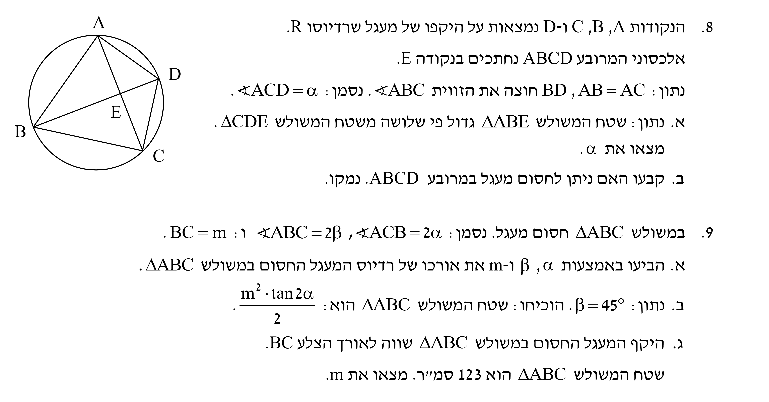 8. הנקודות A, B, C ו-D נמצאות על היקפו של מעגל שרדיוסו R.
אלכסוני המרובע ABCD נחתכים בנקודה E.
נתון: AB = AC, BD חוצה את הזווית ∢ABC. נסמן: ∢ACD = α.
א. נתון: שטח המשולש ΔABE גדול פי שלושה משטח המשולש ΔCDE.
מצאו את α.
ב. קבעו האם ניתן לחסום מעגל במרובע ABCD. נמקו.
A
D
E
B
C
9. במשולש ΔABC חסום מעגל. נסמן: ∢ACB = 2α, ∢ABC = 2β ו: BC = m.
א. הביעו באמצעות α, β ו-m את אורכו של רדיוס המעגל החסום במשולש ΔABC.
ב. נתון: β = 45°. הוכיחו: שטח המשולש ΔABC הוא: m²·tan2α/2.
ג. היקף המעגל החסום במשולש ΔABC שווה לאורך הצלע BC.
שטח המשולש ΔABC הוא 123 סמ״ר. מצאו את m.